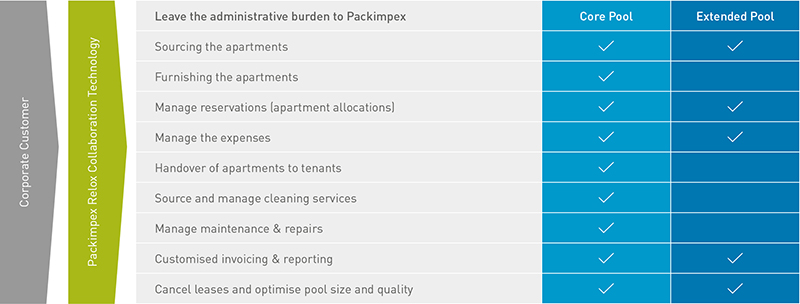 Corporate Customer
Packimpex Relox Collaboration Technology
Leave the administrative burden to Packimpex Core Pool Extended Pool
Sourcing the apartments ✓ ✓
Furnishing the apartments ✓
Manage reservations (apartment allocations) ✓ ✓
Manage the expenses ✓ ✓
Handover of apartments to tenants ✓
Source and manage cleaning services ✓
Manage maintenance & repairs ✓
Customised invoicing & reporting ✓ ✓
Cancel leases and optimise pool size and quality ✓ ✓